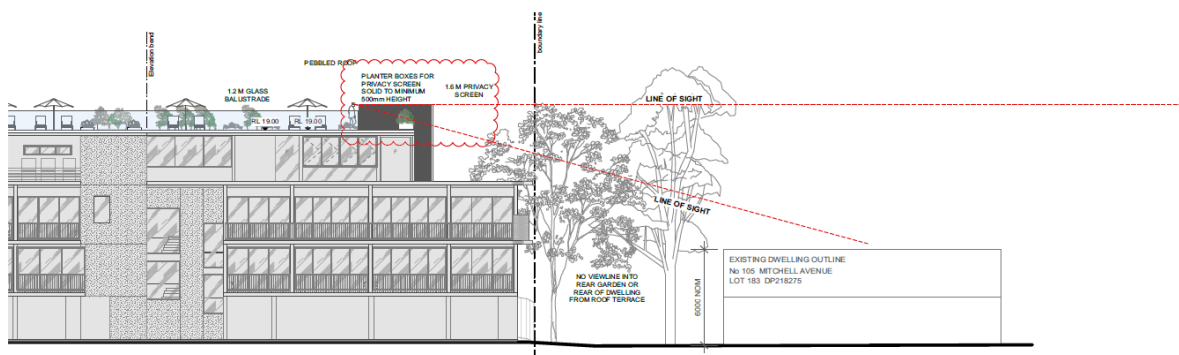 Elevation bend
boundary line
PEBBLED ROOF
PLANTER BOXES FOR
PRIVACY SCREEN
SOLID TO MINIMUM
500mm HEIGHT
1.6 M PRIVACY
SCREEN
1.2 M GLASS
BALUSTRADE
LINE OF SIGHT
RL 19.00
RL 19.00
LINE OF SIGHT
EXISTING DWELLING OUTLINE
No 105 MITCHELL AVENUE
LOT 183 DP218275
NO VIEWLINE INTO
REAR GARDEN OR
REAR OF DWELLING
FROM ROOF TERRACE
6000 NOM